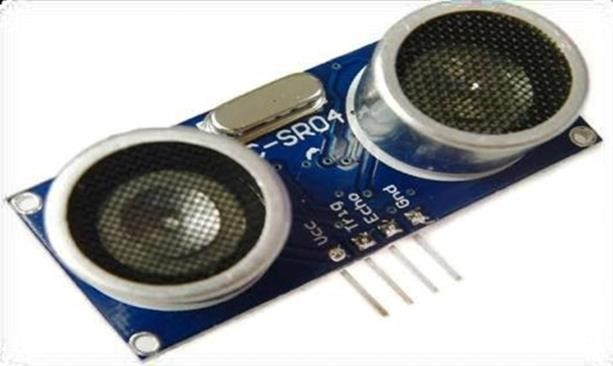 C-SR04
Vcc
Trig
Echo
Gnd